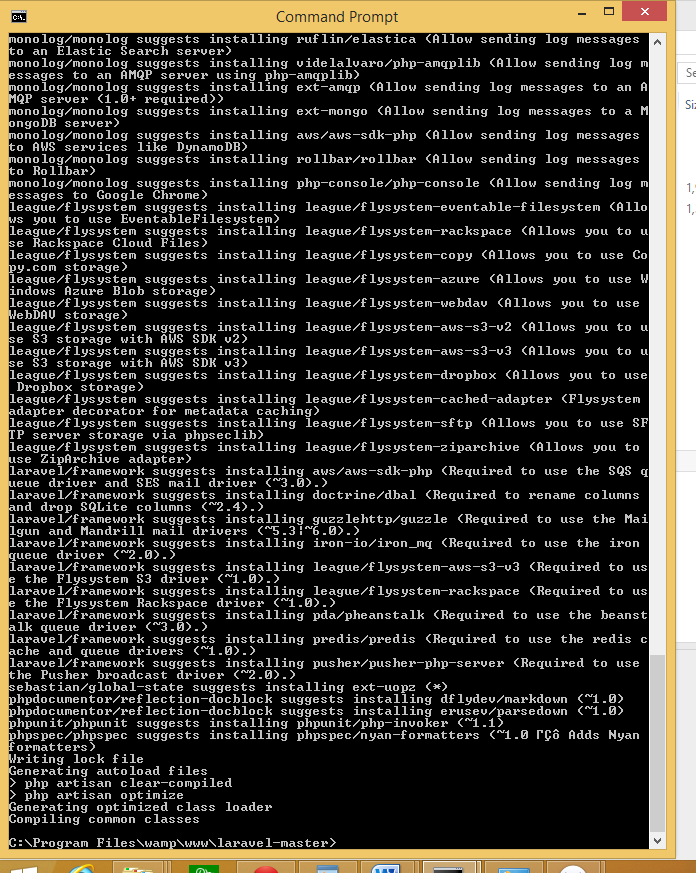 Command Prompt
monolog/monolog suggests installing ruflin/elastica (Allow sending log messages
to an Elastic Search server)
monolog/monolog suggests installing videlalvaro/php-amqplib (Allow sending log m
essages to an AMQP server using php-amqplib)
monolog/monolog suggests installing ext-amqp (Allow sending log messages to an A
MQP server (1.0+ required))
monolog/monolog suggests installing ext-mongo (Allow sending log messages to a M
ongoDB server)
monolog/monolog suggests installing aws/aws-sdk-php (Allow sending log messages
to AWS services like DynamoDB)
monolog/monolog suggests installing rollbar/rollbar (Allow sending log messages
to Rollbar)
monolog/monolog suggests installing php-console/php-console (Allow sending log m
essages to Google Chrome)
league/flysystem suggests installing league/flysystem-eventable-filesystem (Allo
ws you to use EventableFilesystem)
league/flysystem suggests installing league/flysystem-rackspace (Allows you to u
se Rackspace Cloud Files)
league/flysystem suggests installing league/flysystem-copy (Allows you to use Co
py.com storage)
league/flysystem suggests installing league/flysystem-azure (Allows you to use W
indows Azure Blob storage)
league/flysystem suggests installing league/flysystem-webdav (Allows you to use
WebDAV storage)
league/flysystem suggests installing league/flysystem-aws-s3-v2 (Allows you to u
se S3 storage with AWS SDK v2)
league/flysystem suggests installing league/flysystem-aws-s3-v3 (Allows you to u
se S3 storage with AWS SDK v3)
league/flysystem suggests installing league/flysystem-dropbox (Allows you to use
Dropbox storage)
league/flysystem suggests installing league/flysystem-cached-adapter (Flysystem
adapter decorator for metadata caching)
league/flysystem suggests installing league/flysystem-sftp (Allows you to use SF
TP server storage via phpseclib)
league/flysystem suggests installing league/flysystem-ziparchive (Allows you to
use ZipArchive adapter)
laravel/framework suggests installing aws/aws-sdk-php (Required to use the SQS q
ueue driver and SES mail driver (~3.0).)
laravel/framework suggests installing doctrine/dbal (Required to rename columns
and drop SQLite columns (~2.4).)
laravel/framework suggests installing guzzlehttp/guzzle (Required to use the Mai
lgun and Mandrill mail drivers (~5.3|~6.0).)
laravel/framework suggests installing iron-io/iron_mq (Required to use the iron
queue driver (~2.0).)
laravel/framework suggests installing league/flysystem-aws-s3-v3 (Required to us
e the Flysystem S3 driver (~1.0).)
laravel/framework suggests installing league/flysystem-rackspace (Required to us
e the Flysystem Rackspace driver (~1.0).)
laravel/framework suggests installing pda/pheanstalk (Required to use the beanst
alk queue driver (~3.0).)
laravel/framework suggests installing predis/predis (Required to use the redis c
ache and queue drivers (~1.0).)
laravel/framework suggests installing pusher/pusher-php-server (Required to use
the Pusher broadcast driver (~2.0).)
sebastian/global-state suggests installing ext-uopz (*)
phpdocumentor/reflection-docblock suggests installing dflydev/markdown (~1.0)
phpdocumentor/reflection-docblock suggests installing erusev/parsedown (~1.0)
phpunit/phpunit suggests installing phpunit/php-invoker (~1.1)
phpspec/phpspec suggests installing phpspec/nyan-formatters (~1.0 ΓÇô Adds Nyan
formatters)
Writing lock file
Generating autoload files
> php artisan clear-compiled
> php artisan optimize
Generating optimized class loader
Compiling common classes
C:\Program Files\wamp\www\laravel-master>